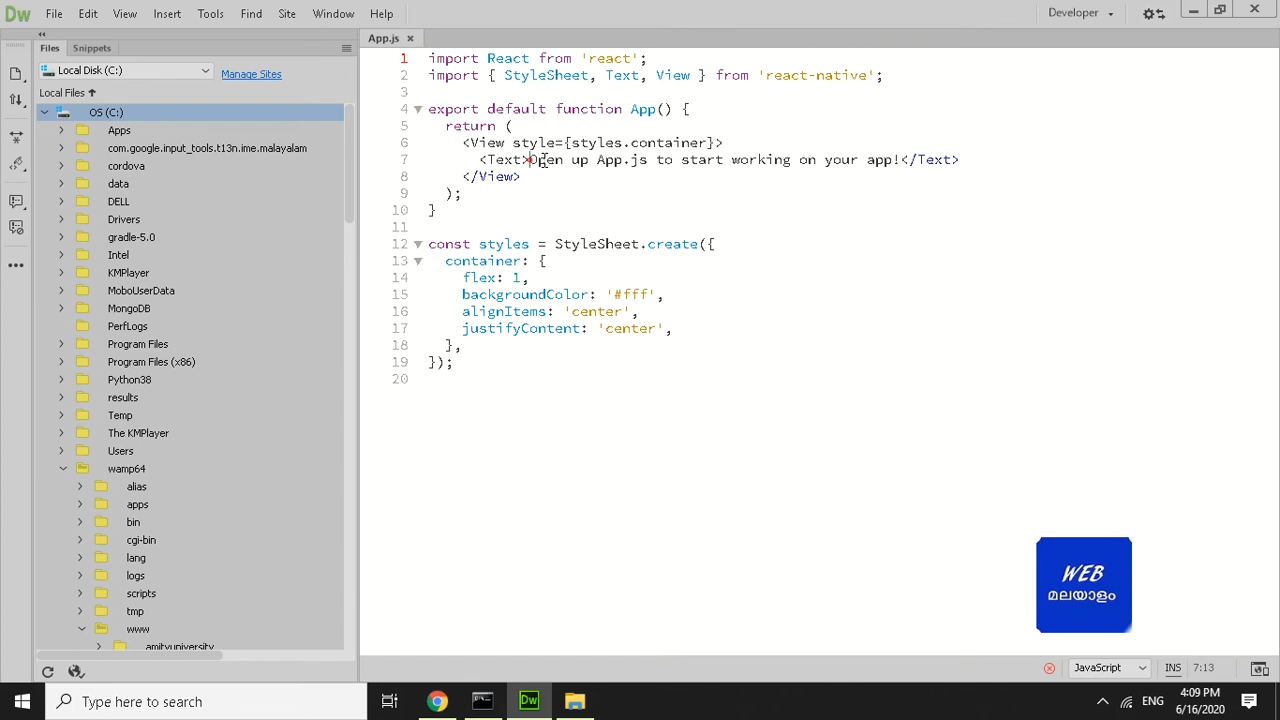 Dw File Edit View Insert Tools Find Site Window Help Developer
Files Snippets
Local Disk (C:) Manage Sites
Local Files
OS (C:)
Apps
com.google.input_tools.t13n.ime.malayalam
cordova
data
DELL
Drivers
gradle-5.0
Intel
KMPlayer
MoboUserData
MongoDB
PerfLogs
Program Files
Program Files (x86)
Python38
results
Temp
The KMPlayer
Users
wamp64
alias
apps
bin
cgi-bin
lang
logs
scripts
tmp
www
amityuniversity
App.js
1 import React from 'react';
2 import { StyleSheet, Text, View } from 'react-native';
3
4 export default function App() {
5 return (
6 <View style={styles.container}>
7 <Text>Open up App.js to start working on your app!</Text>
8 </View>
9 );
10 }
11
12 const styles = StyleSheet.create({
13 container: {
14 flex: 1,
15 backgroundColor: '#fff',
16 alignItems: 'center',
17 justifyContent: 'center',
18 },
19 });
20
WEB
മലയാളം
JavaScript INS 7:13
Type here to search
Dw
ENG
4:09 PM
6/16/2020